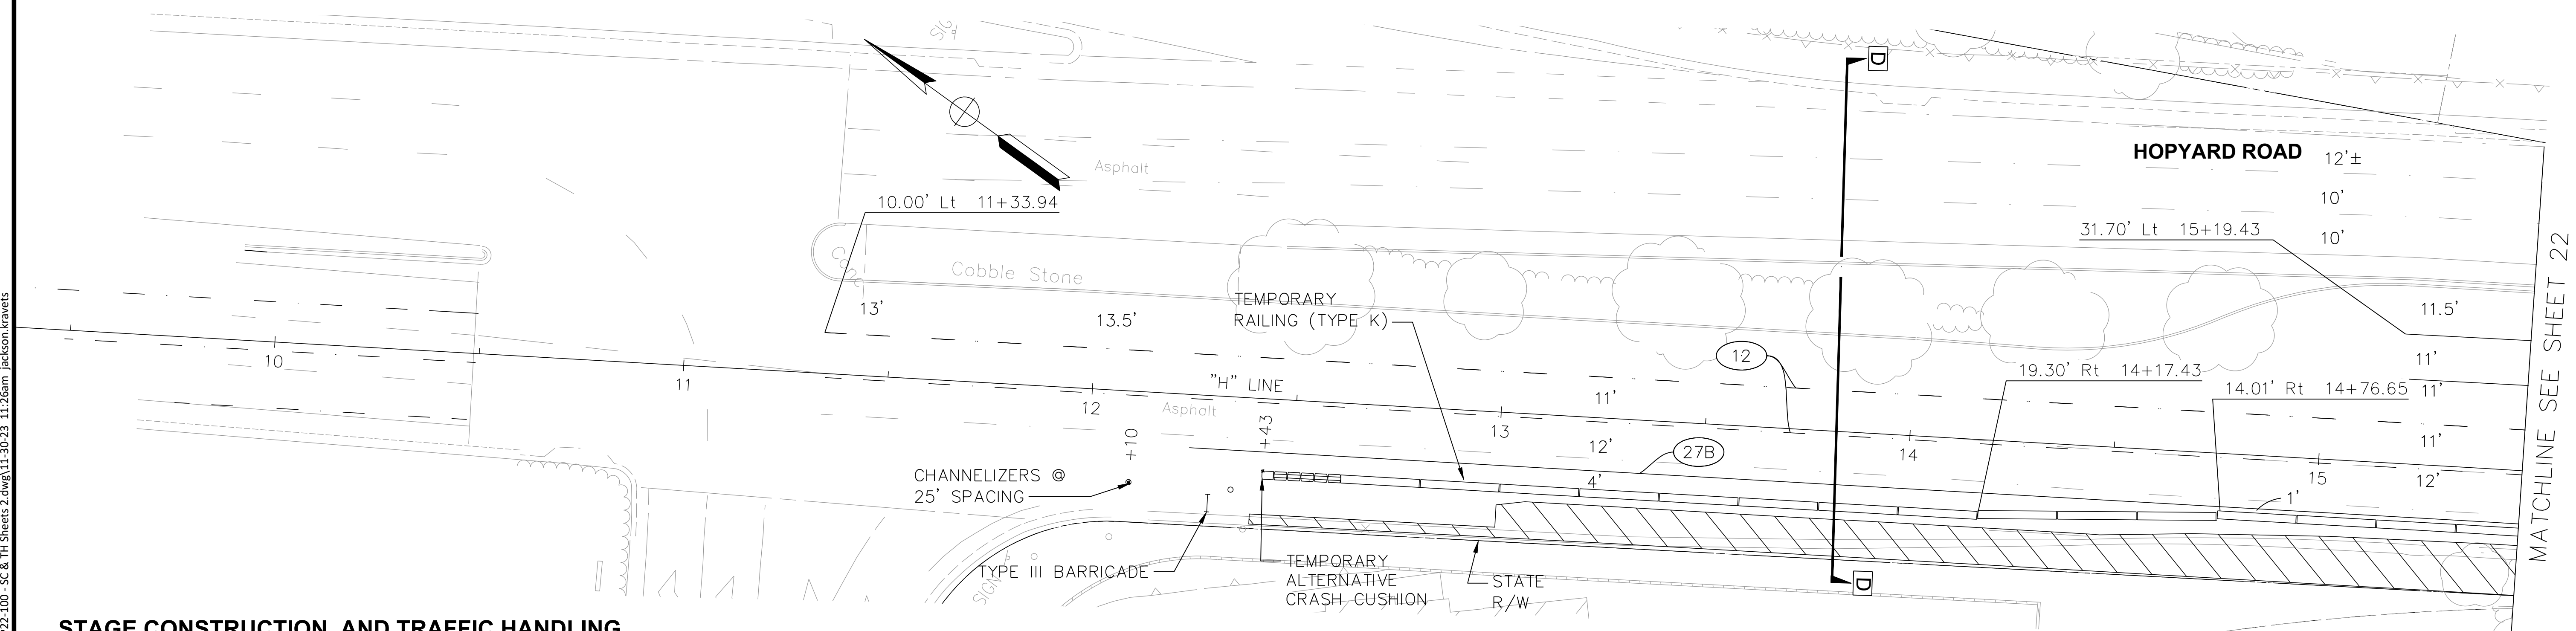 SIGN
D
Asphalt
HOPYARD ROAD
12'±
10'
10.00' Lt 11+33.94
31.70' Lt 15+19.43
10'
Cobble Stone
Conc
TEMPORARY
RAILING (TYPE K)
13'
13.5'
11.5'
10
11
12
"H" LINE
11'
12
19.30' Rt 14+17.43
11'
14.01' Rt 14+76.65
11'
Asphalt
13
14
15
+10
+43
12'
27B
11'
12'
CHANNELIZERS @
25' SPACING
4'
1'
TYPE III BARRICADE
SIGN
TEMPORARY
ALTERNATIVE
CRASH CUSHION
STATE
R/W
D
MATCHLINE SEE SHEET 22
STAGE CONSTRUCTION AND TRAFFIC HANDLING
22-100 - SC & TH Sheets 2.dwg\11-30-23 11:26am jackson.kravets